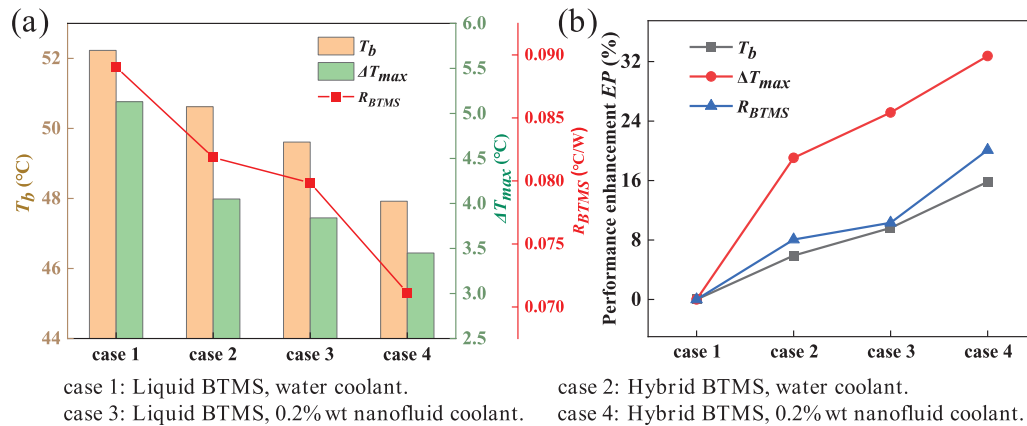 (a)
T_b
ΔT_max
R_BTMS
52
50
48
46
44
T_b (°C)
6.0
5.5
5.0
4.5
4.0
3.5
3.0
2.5
ΔT_max (°C)
0.090
0.085
0.080
0.075
0.070
R_BTMS (°C/W)
case 1 case 2 case 3 case 4
(b)
T_b
ΔT_max
R_BTMS
32
24
16
8
0
Performance enhancement EP (%)
case 1 case 2 case 3 case 4
case 1: Liquid BTMS, water coolant.
case 2: Hybrid BTMS, water coolant.
case 3: Liquid BTMS, 0.2% wt nanofluid coolant.
case 4: Hybrid BTMS, 0.2% wt nanofluid coolant.